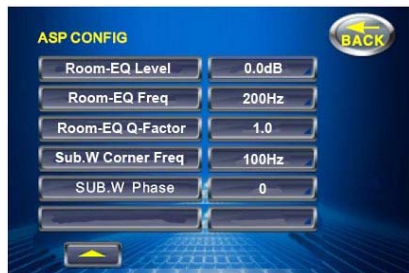 ASP CONFIG
BACK
Room-EQ Level 0.0dB
Room-EQ Freq 200Hz
Room-EQ Q-Factor 1.0
Sub.W Corner Freq 100Hz
SUB.W Phase 0